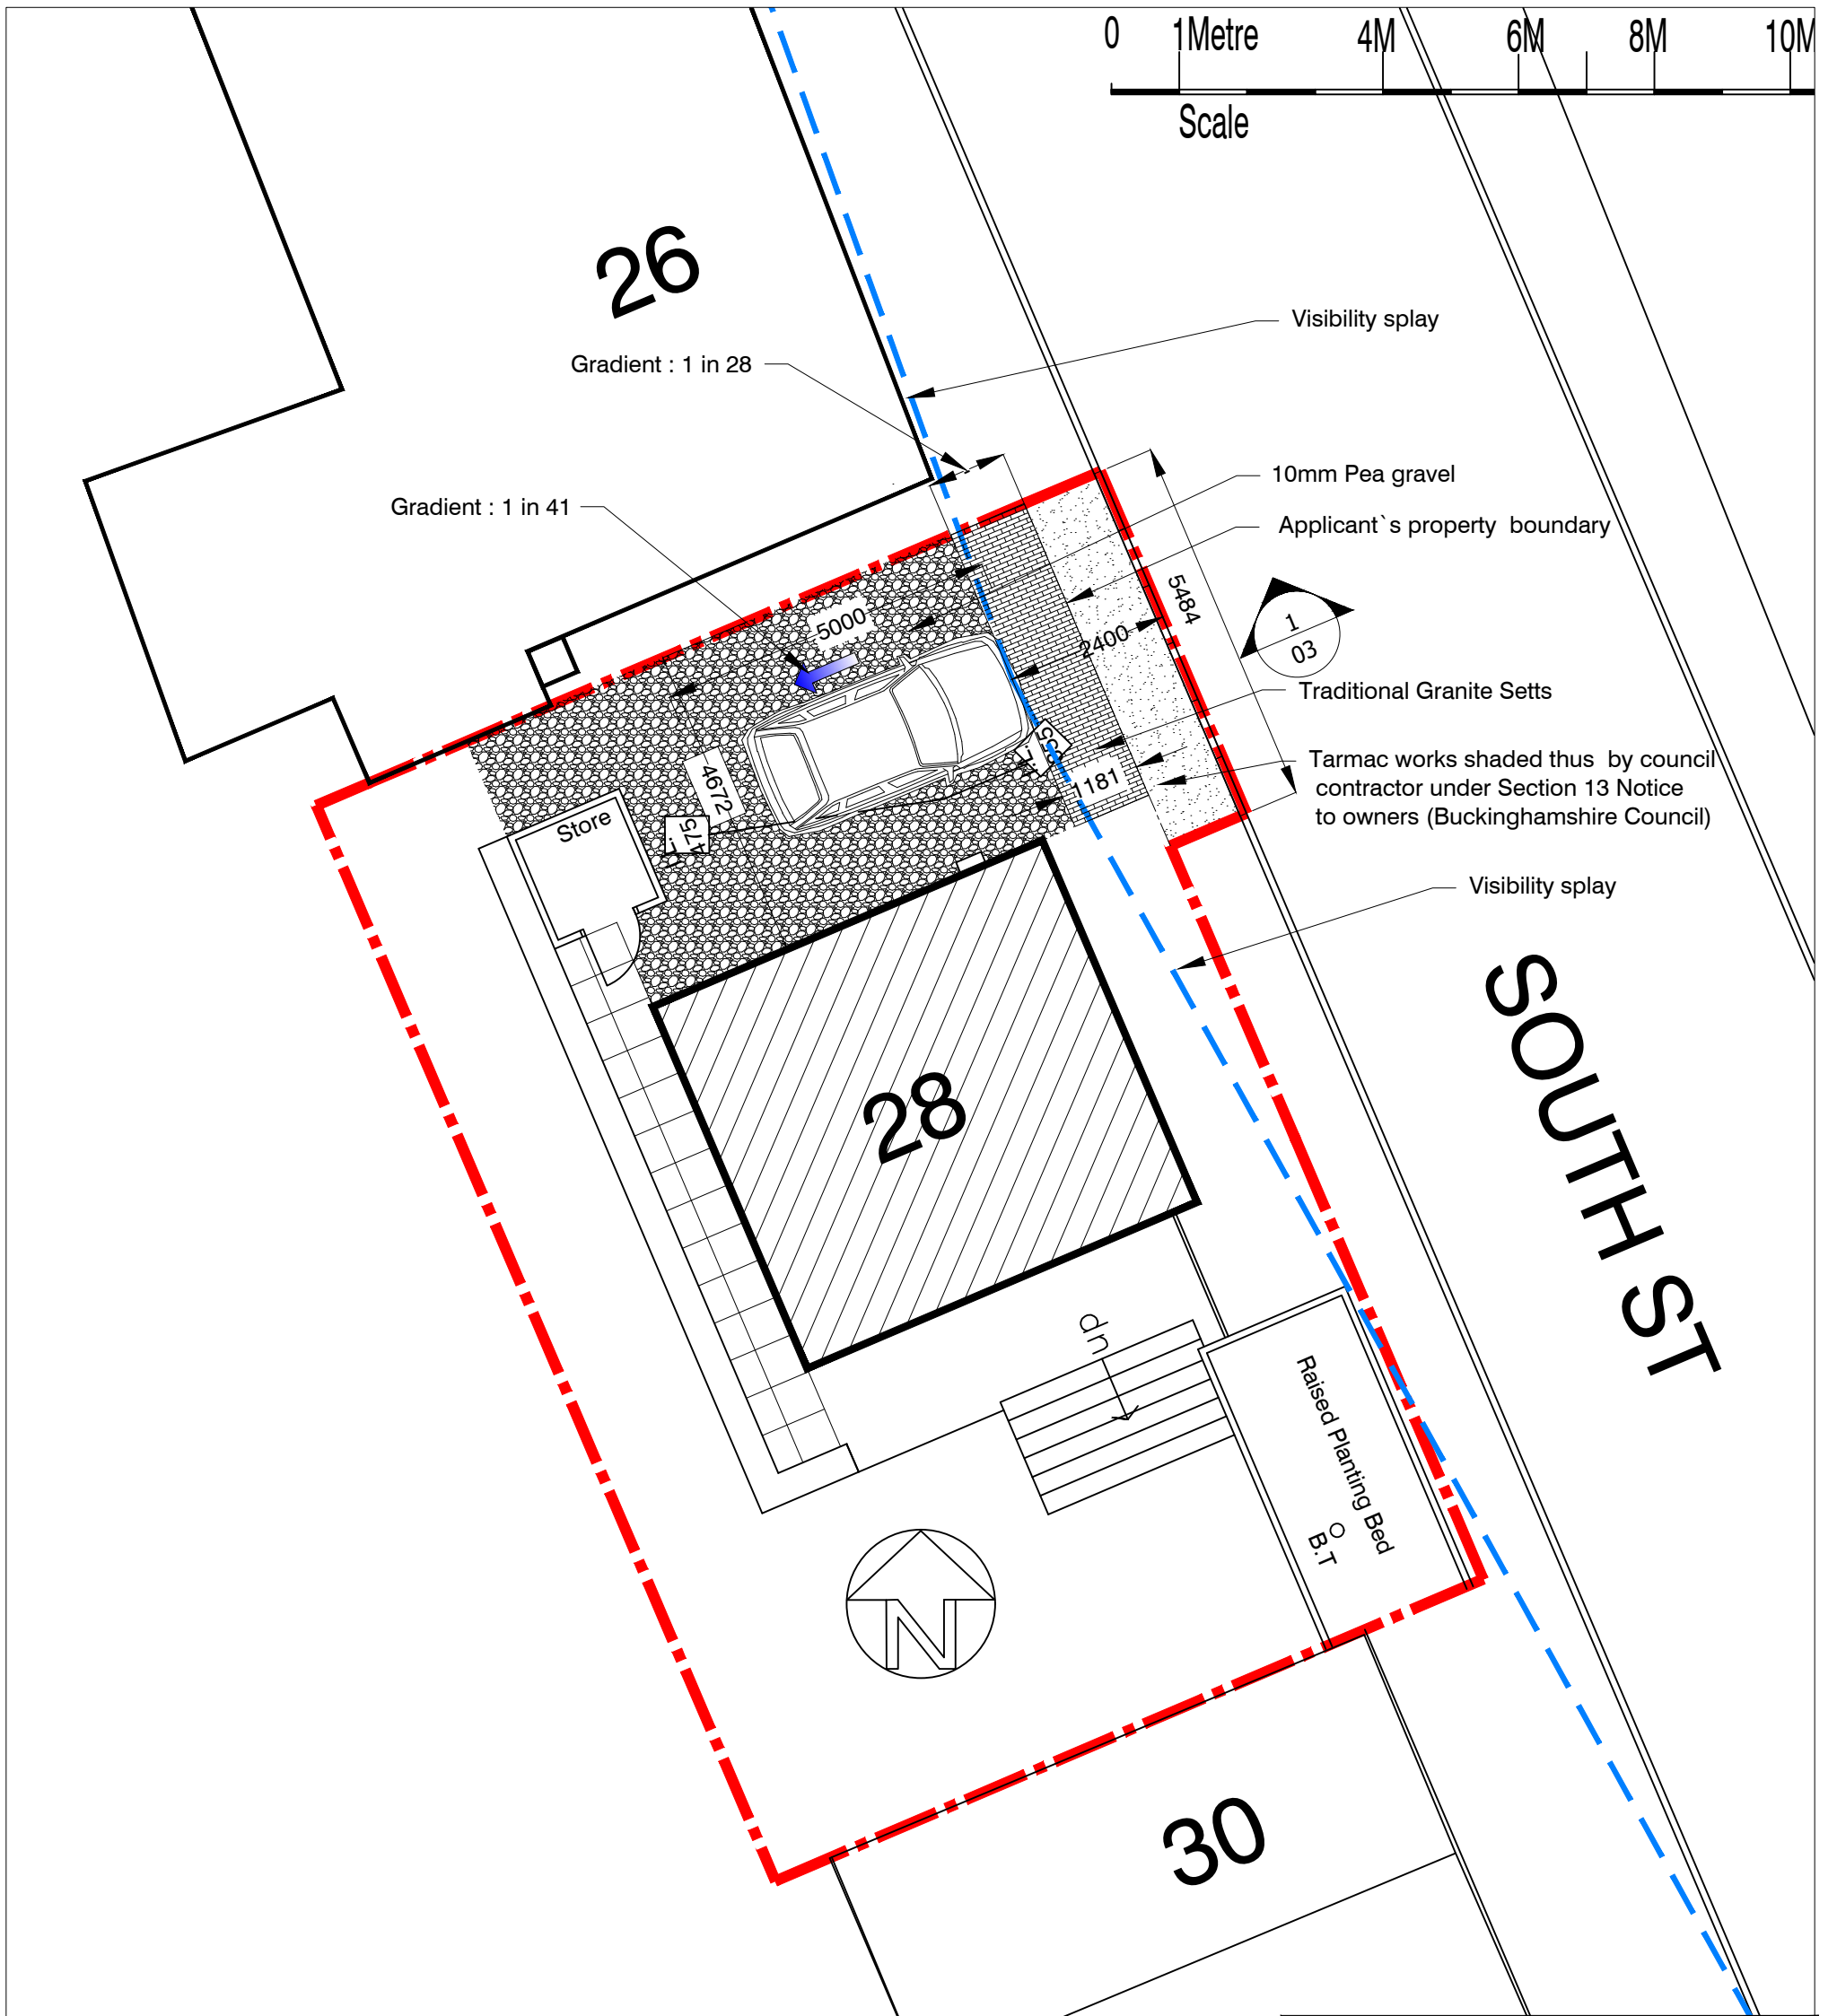 0 1Metre 4M 6M 8M 10M
Scale
26
Visibility splay
Gradient : 1 in 28
10mm Pea gravel
Gradient : 1 in 41
Applicant`s property boundary
5484
5000
2400
1
03
Traditional Granite Setts
1181
4672
Tarmac works shaded thus by council
contractor under Section 13 Notice
to owners (Buckinghamshire Council)
Store
475
Visibility splay
28
SOUTH ST
dn
Raised Planting Bed
B.T
N
30